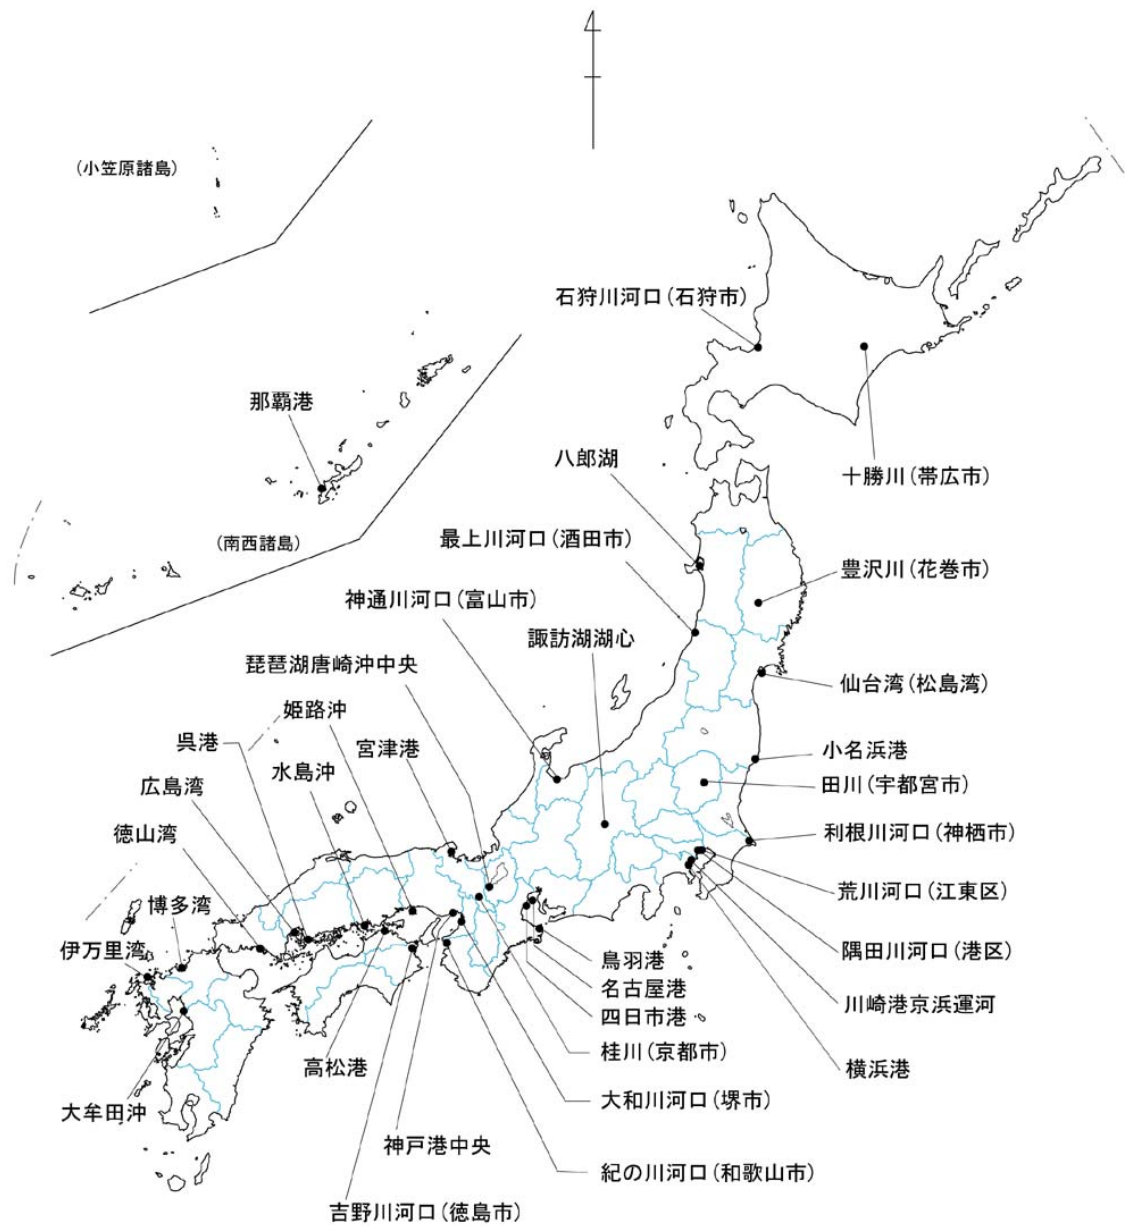 4
(小笠原諸島)
石狩川河口(石狩市)
那覇港
八郎湖
十勝川(帯広市)
最上川河口(酒田市)
(南西諸島)
豊沢川(花巻市)
神通川河口(富山市)
諏訪湖湖心
琵琶湖唐崎沖中央
仙台湾(松島湾)
姫路沖
呉港
宮津港
小名浜港
水島沖
田川(宇都宮市)
広島湾
徳山湾
利根川河口(神栖市)
荒川河口(江東区)
博多湾
伊万里湾
隅田川河口(港区)
鳥羽港
名古屋港
川崎港京浜運河
四日市港
桂川(京都市)
高松港
横浜港
大和川河口(堺市)
大牟田沖
神戸港中央
紀の川河口(和歌山市)
吉野川河口(徳島市)